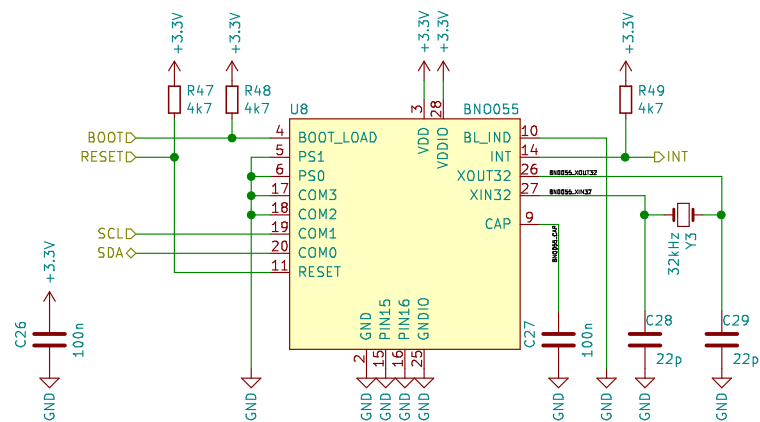 +3.3V
+3.3V
+3.3V
+3.3V
+3.3V
R47
4k7
R48
4k7
R49
4k7
U8
BNO055
3
28
VDD
VDDIO
BOOT
4
BOOT_LOAD
BL_IND
10
RESET
5
PS1
INT
14
INT
6
PS0
XOUT32
26
BNO055_XOUT32
17
COM3
XIN32
27
BNO055_XIN32
18
COM2
CAP
9
BNO055_CAP
SCL
19
COM1
SDA
20
COM0
11
RESET
32kHz
Y3
+3.3V
C26
100n
GND
PIN15
PIN16
GNDIO
2
15
16
25
C27
100n
C28
22p
C29
22p
GND
GND
GND
GND
GND
GND
GND
GND
GND
GND